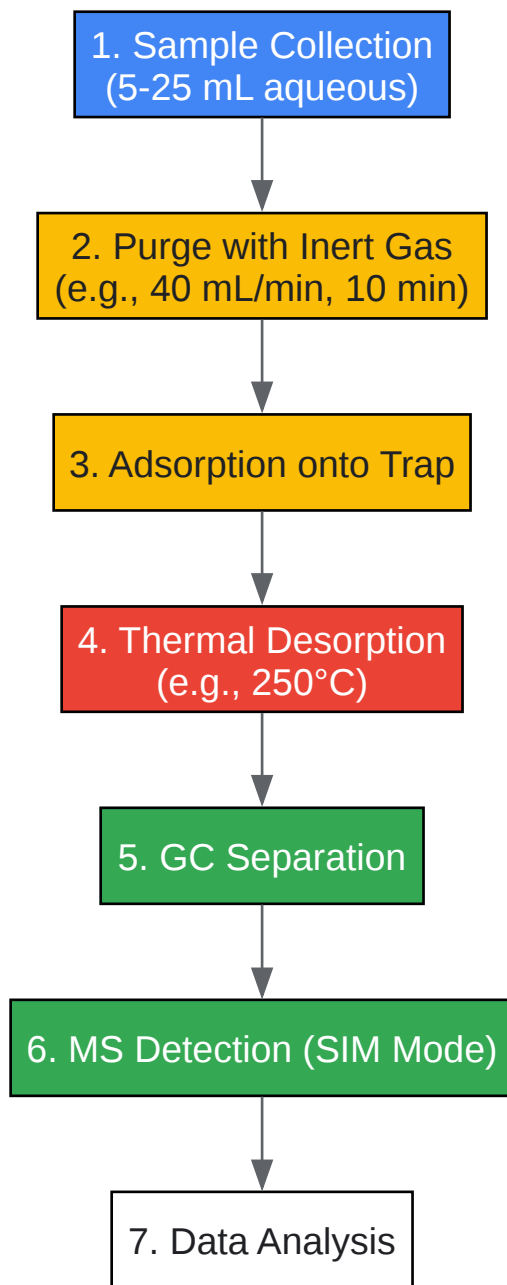 1. Sample Collection
(5-25 mL aqueous)
2. Purge with Inert Gas
(e.g., 40 mL/min, 10 min)
3. Adsorption onto Trap
4. Thermal Desorption
(e.g., 250°C)
5. GC Separation
6. MS Detection (SIM Mode)
7. Data Analysis